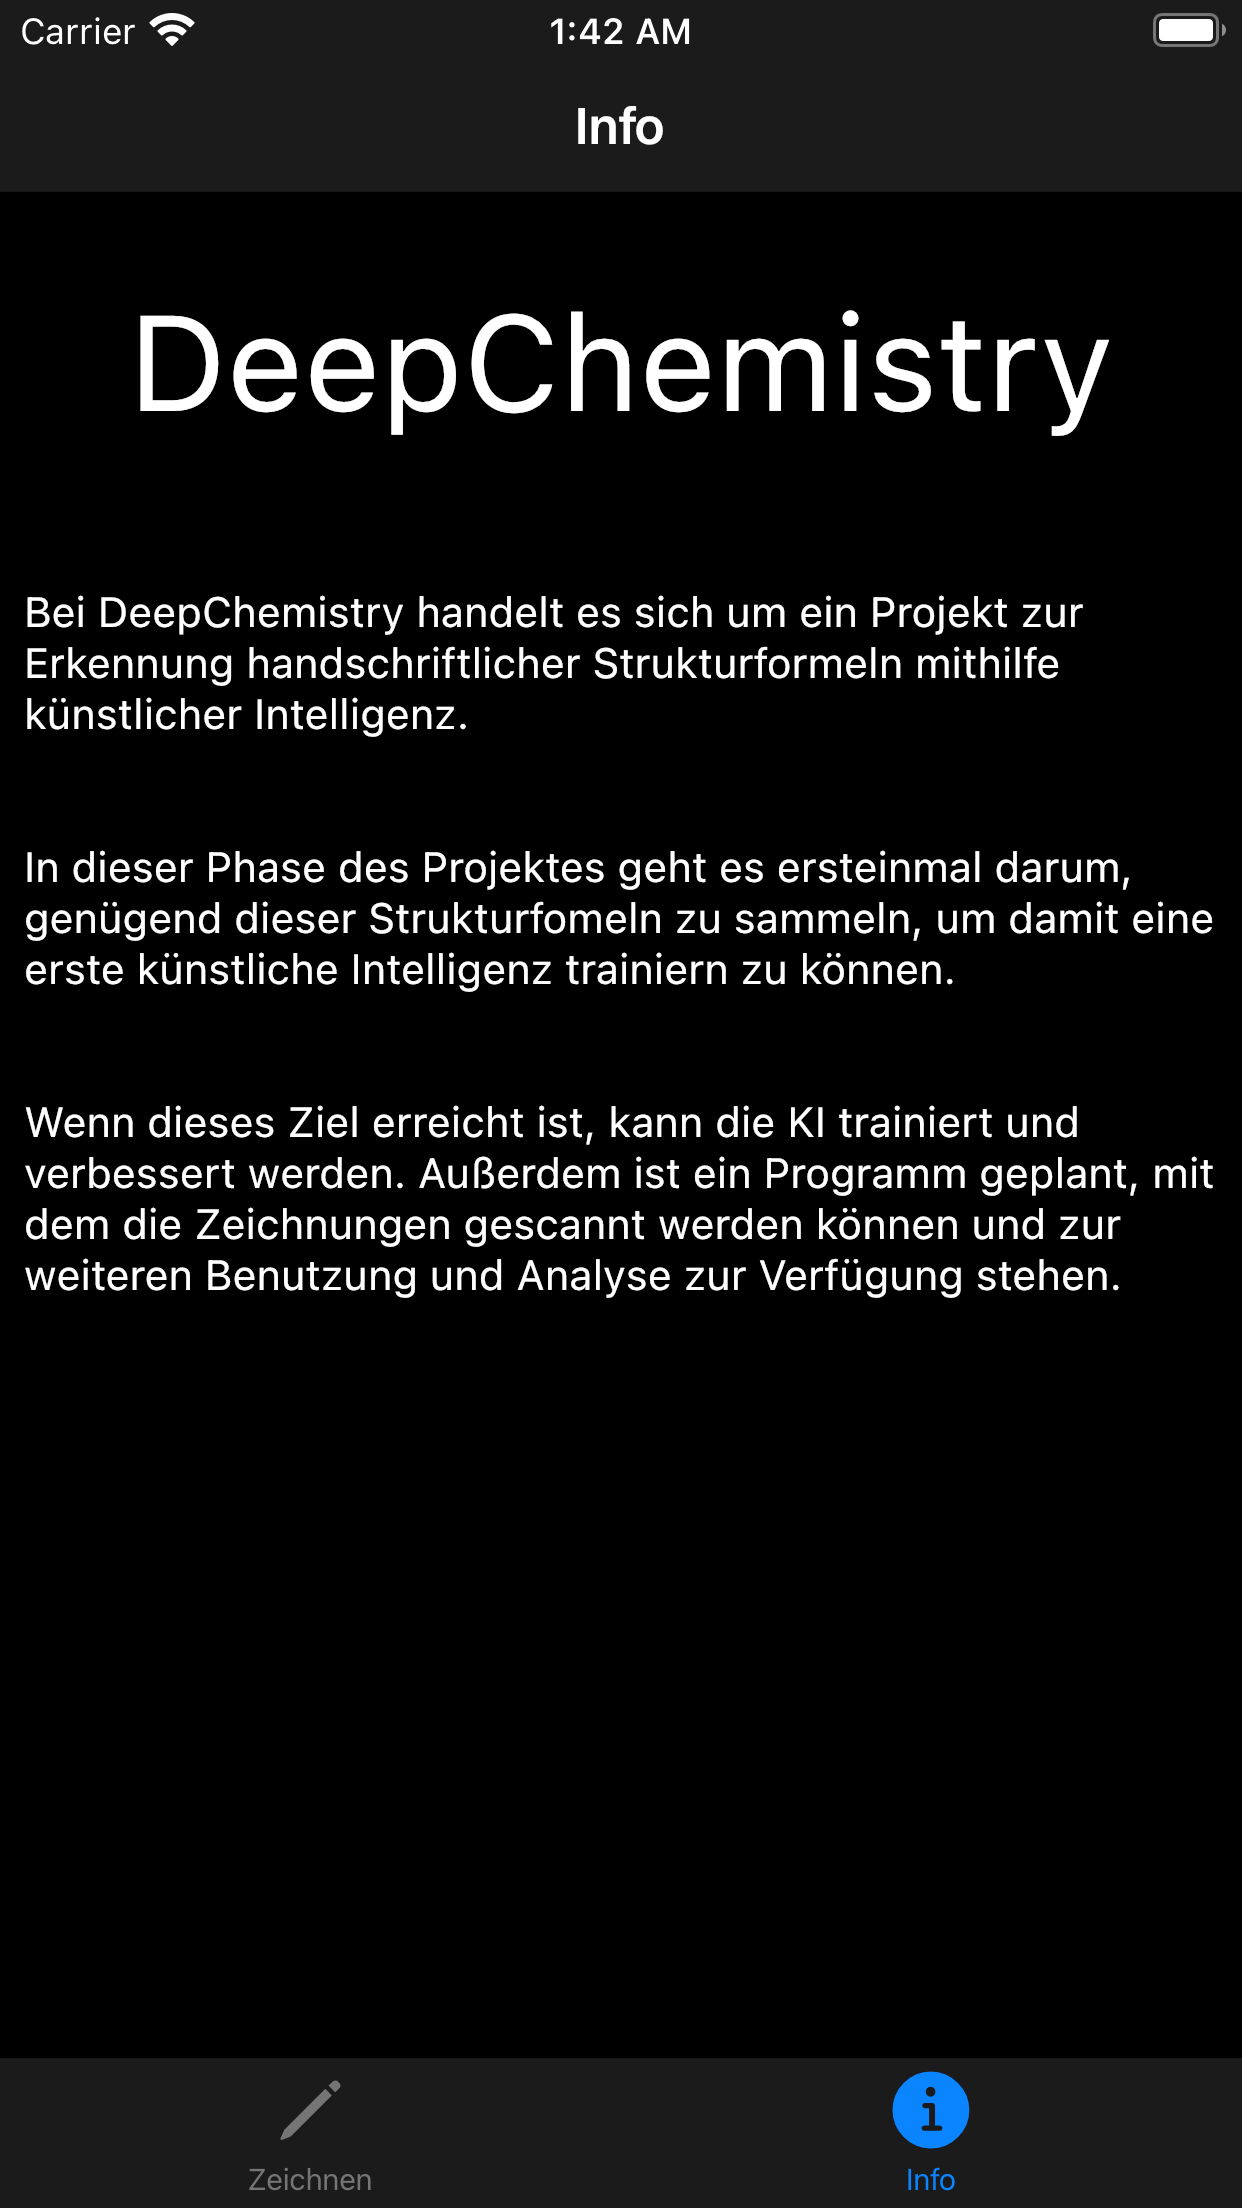 Carrier
1:42 AM
Info
DeepChemistry
Bei DeepChemistry handelt es sich um ein Projekt zur
Erkennung handschriftlicher Strukturformeln mithilfe
künstlicher Intelligenz.
In dieser Phase des Projektes geht es ersteinmal darum,
genügend dieser Strukturfomeln zu sammeln, um damit eine
erste künstliche Intelligenz trainiern zu können.
Wenn dieses Ziel erreicht ist, kann die KI trainiert und
verbessert werden. Außerdem ist ein Programm geplant, mit
dem die Zeichnungen gescannt werden können und zur
weiteren Benutzung und Analyse zur Verfügung stehen.
Zeichnen
Info